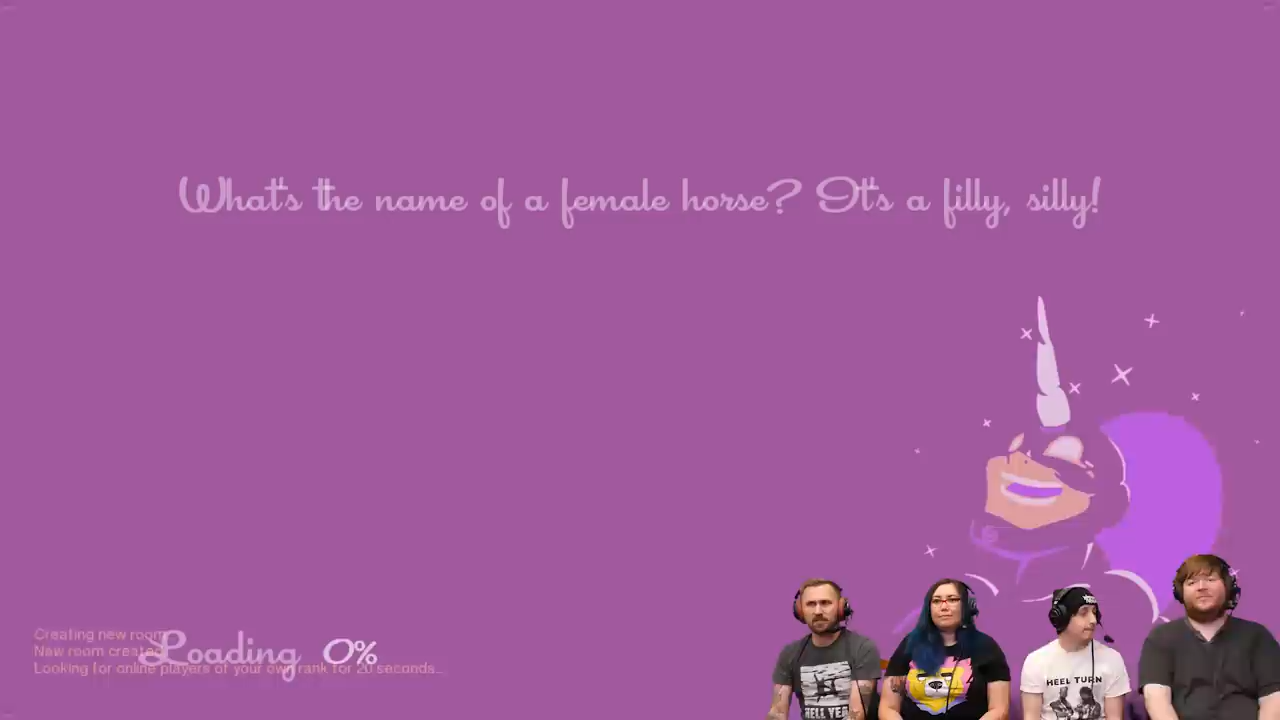 What's the name of a female horse? It's a filly, silly!
Creating new room
New room created
Loading 0%
Looking for online players of your own rank for 20 seconds...
HELL YEA
HEEL TURN